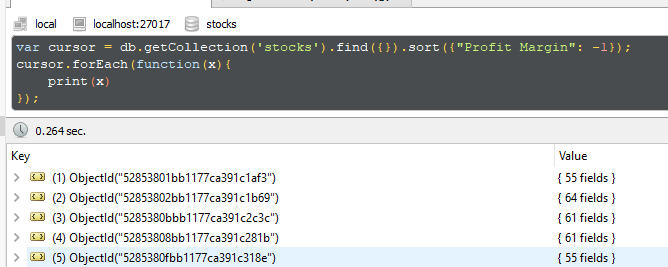 local localhost:27017 stocks
var cursor = db.getCollection('stocks').find({}).sort({"Profit Margin": -1});
cursor.forEach(function(x){
    print(x)
});
0.264 sec.
Key Value
(1) ObjectId("52853801bb1177ca391c1af3") { 55 fields }
(2) ObjectId("52853802bb1177ca391c1b69") { 64 fields }
(3) ObjectId("5285380bbb1177ca391c2c3c") { 61 fields }
(4) ObjectId("52853808bb1177ca391c281b") { 61 fields }
(5) ObjectId("5285380fbb1177ca391c318e") { 55 fields }